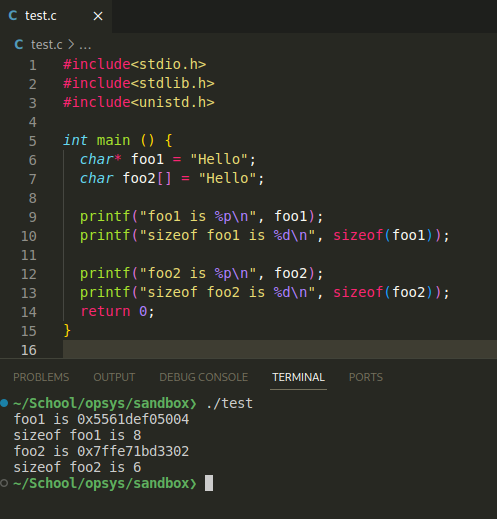 C test.c ×
C test.c > ...
1 #include<stdio.h>
2 #include<stdlib.h>
3 #include<unistd.h>
4
5 int main () {
6   char* foo1 = "Hello";
7   char foo2[] = "Hello";
8
9   printf("foo1 is %p\n", foo1);
10   printf("sizeof foo1 is %d\n", sizeof(foo1));
11
12   printf("foo2 is %p\n", foo2);
13   printf("sizeof foo2 is %d\n", sizeof(foo2));
14   return 0;
15 }
16
PROBLEMS OUTPUT DEBUG CONSOLE TERMINAL PORTS
~/School/opsys/sandbox❯ ./test
foo1 is 0x5561def05004
sizeof foo1 is 8
foo2 is 0x7ffe71bd3302
sizeof foo2 is 6
~/School/opsys/sandbox❯